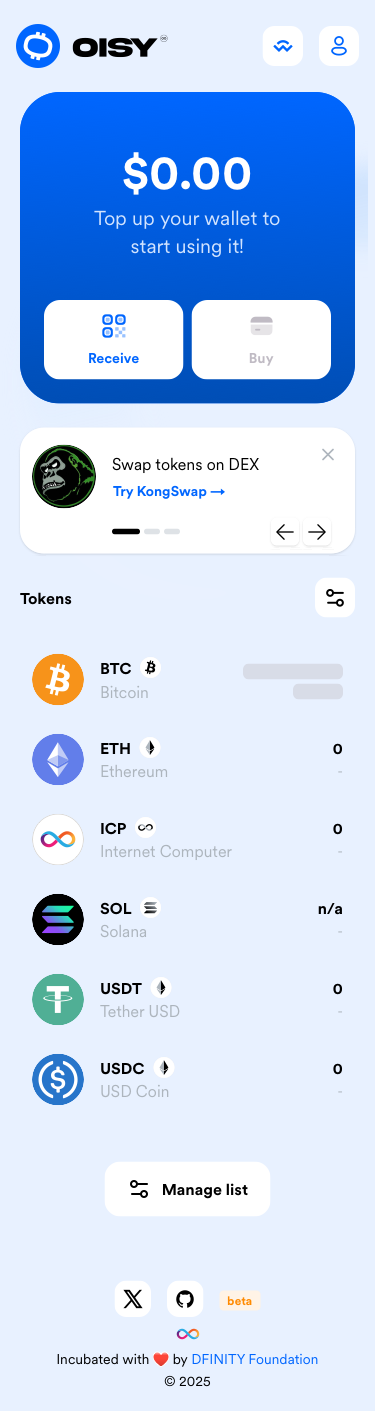 OISY
$0.00
Top up your wallet to
start using it!
Receive
Buy
Swap tokens on DEX
Try KongSwap →
Tokens
BTC
Bitcoin
ETH
0
Ethereum
-
ICP
0
Internet Computer
-
SOL
n/a
Solana
-
USDT
0
Tether USD
-
USDC
0
USD Coin
-
Manage list
beta
Incubated with ❤️ by DFINITY Foundation
© 2025